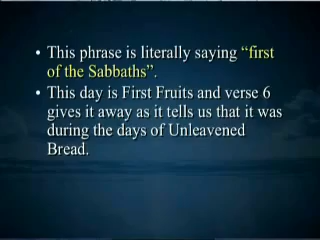 • This phrase is literally saying “first
of the Sabbaths”.
• This day is First Fruits and verse 6
gives it away as it tells us that it was
during the days of Unleavened
Bread.